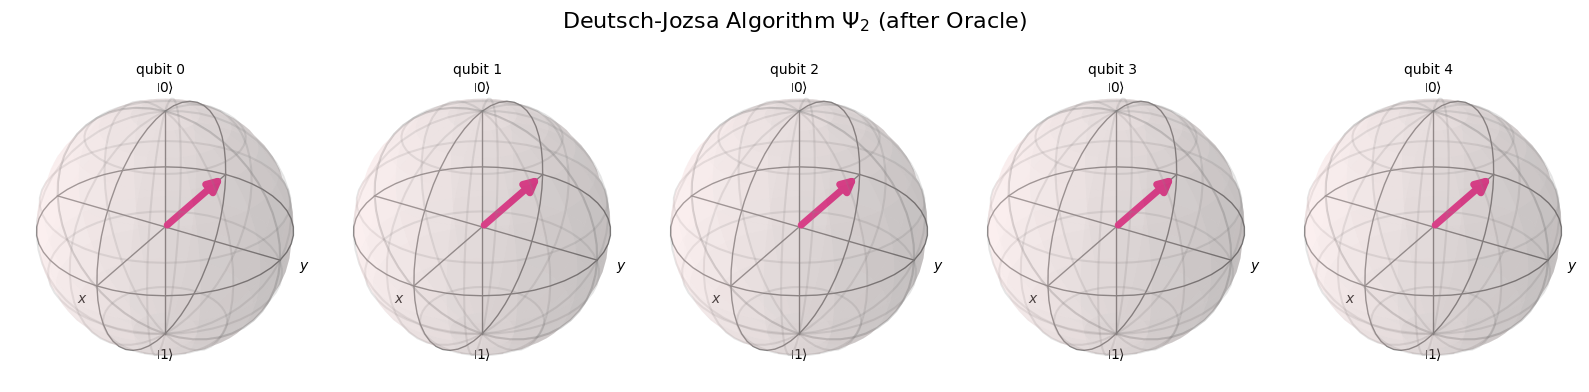 Deutsch-Jozsa Algorithm Ψ₂ (after Oracle)
qubit 0
|0⟩
x
y
|1⟩
qubit 1
|0⟩
x
y
|1⟩
qubit 2
|0⟩
x
y
|1⟩
qubit 3
|0⟩
x
y
|1⟩
qubit 4
|0⟩
x
y
|1⟩